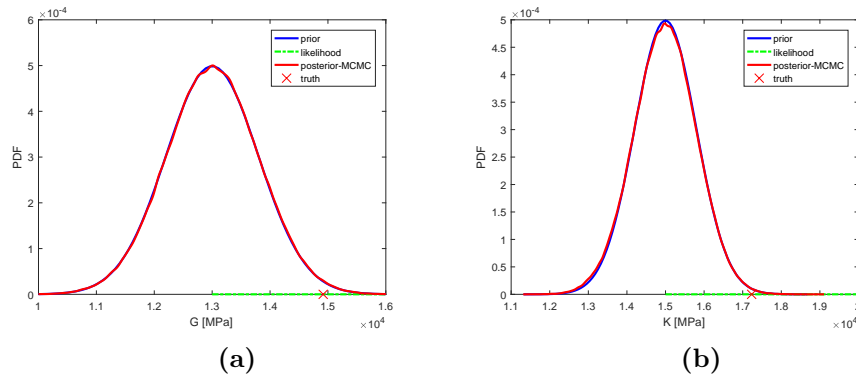 ×10⁻⁴
6
5
4
3
2
1
0
PDF
prior
likelihood
posterior-MCMC
truth
1 1.1 1.2 1.3 1.4 1.5 1.6
G [MPa]
×10⁴
(a)
×10⁻⁴
5
4.5
4
3.5
3
2.5
2
1.5
1
0.5
0
PDF
prior
likelihood
posterior-MCMC
truth
1.1 1.2 1.3 1.4 1.5 1.6 1.7 1.8 1.9
K [MPa]
×10⁴
(b)